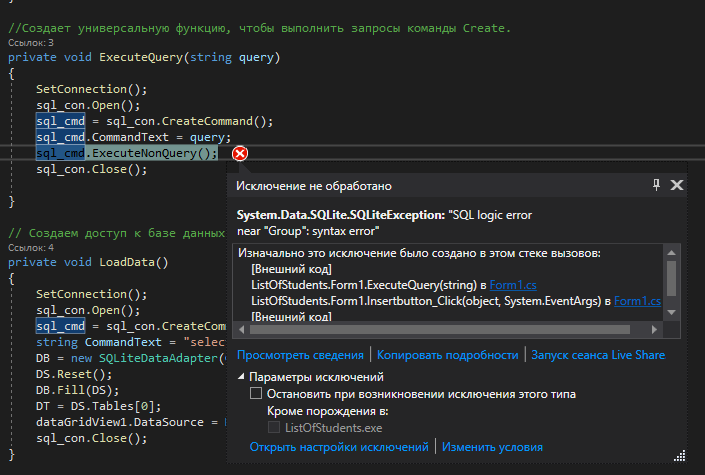 //Создает универсальную функцию, чтобы выполнить запросы команды Create.
Ссылок: 3
private void ExecuteQuery(string query)
{
SetConnection();
sql_con.Open();
sql_cmd = sql_con.CreateCommand();
sql_cmd.CommandText = query;
sql_cmd.ExecuteNonQuery();
sql_con.Close();
}
Исключение не обработано
System.Data.SQLite.SQLiteException: "SQL logic error
near "Group": syntax error"
Изначально это исключение было создано в этом стеке вызовов:
[Внешний код]
ListOfStudents.Form1.ExecuteQuery(string) в Form1.cs
ListOfStudents.Form1.Insertbutton_Click(object, System.EventArgs) в Form1.cs
[Внешний код]
Просмотреть сведения | Копировать подробности | Запуск сеанса Live Share
Параметры исключений
Остановить при возникновении исключения этого типа
Кроме порождения в:
ListOfStudents.exe
Открыть настройки исключений | Изменить условия
// Создаем доступ к базе данных
Ссылок: 4
private void LoadData()
{
SetConnection();
sql_con.Open();
sql_cmd = sql_con.CreateCom
string CommandText = "selec
DB = new SQLiteDataAdapter(
DS.Reset();
DB.Fill(DS);
DT = DS.Tables[0];
dataGridView1.DataSource =
sql_con.Close();
}